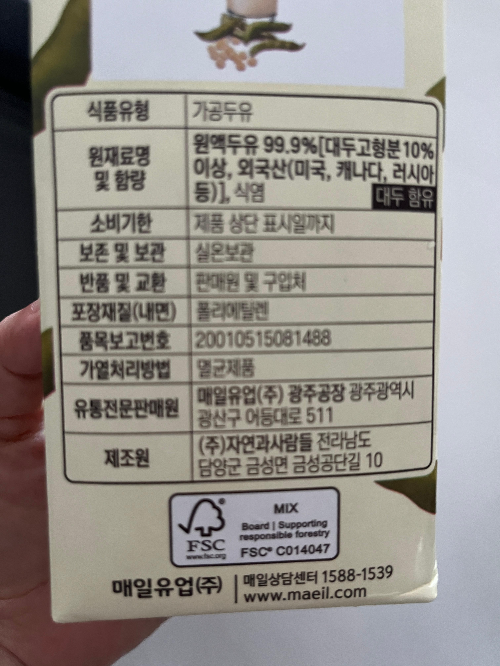 식품유형 가공두유
원재료명 및 함량 원액두유 99.9%[대두고형분10%
이상, 외국산(미국, 캐나다, 러시아
등)], 식염 대두 함유
소비기한 제품 상단 표시일까지
보존 및 보관 실온보관
반품 및 교환 판매원 및 구입처
포장재질(내면) 폴리에틸렌
품목보고번호 20010515081488
가열처리방법 멸균제품
유통전문판매원 매일유업(주) 광주공장 광주광역시
광산구 어등대로 511
제조원 (주)자연과사람들 전라남도
담양군 금성면 금성공단길 10
FSC
www.fsc.org
MIX
Board | Supporting
responsible forestry
FSC® C014047
매일유업(주) 매일상담센터 1588-1539
www.maeil.com